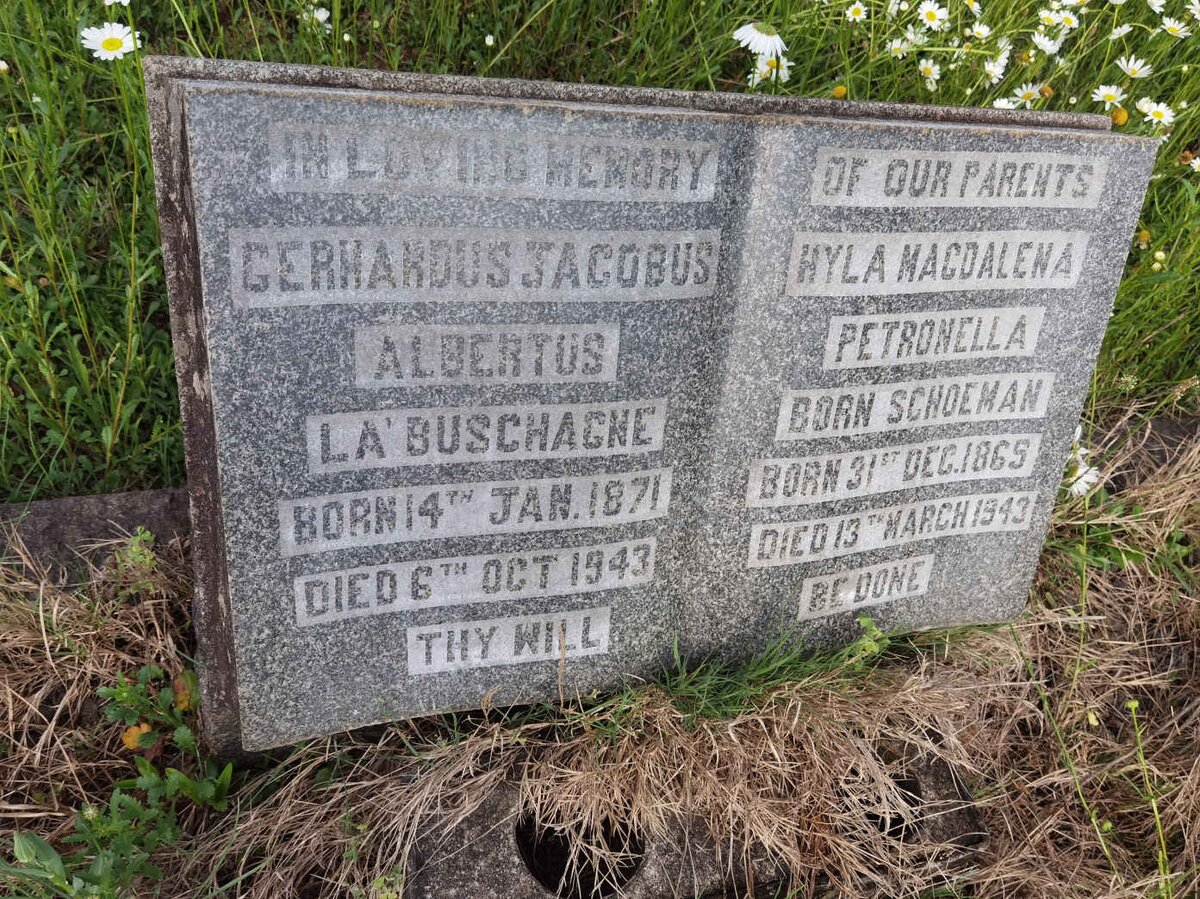 IN LOVING MEMORY
GERHARDUS JACOBUS
ALBERTUS
LA'BUSCHAGNE
BORN 14TH JAN. 1871
DIED 6TH OCT 1943
THY WILL
OF OUR PARENTS
HYLA MAGDALENA
PETRONELLA
BORN SCHOEMAN
BORN 31ST DEC. 1865
DIED 13TH MARCH 1943
BE DONE